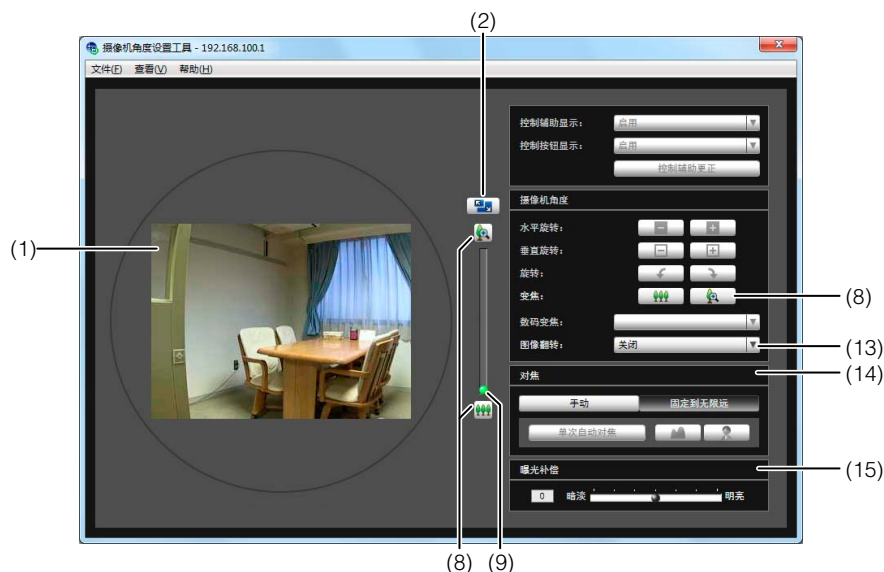 (2)
摄像机角度设置工具 - 192.168.100.1
文件(F) 查看(V) 帮助(H)
控制辅助显示: 启用
控制按钮显示: 启用
控制辅助更正
摄像机角度
(1)
水平旋转:
垂直旋转:
旋转:
变焦:
(8)
数码变焦:
图像翻转: 关闭
(13)
对焦
(14)
手动 固定到无限远
单次自动对焦
曝光补偿
(15)
0 暗淡 明亮
(8) (9)